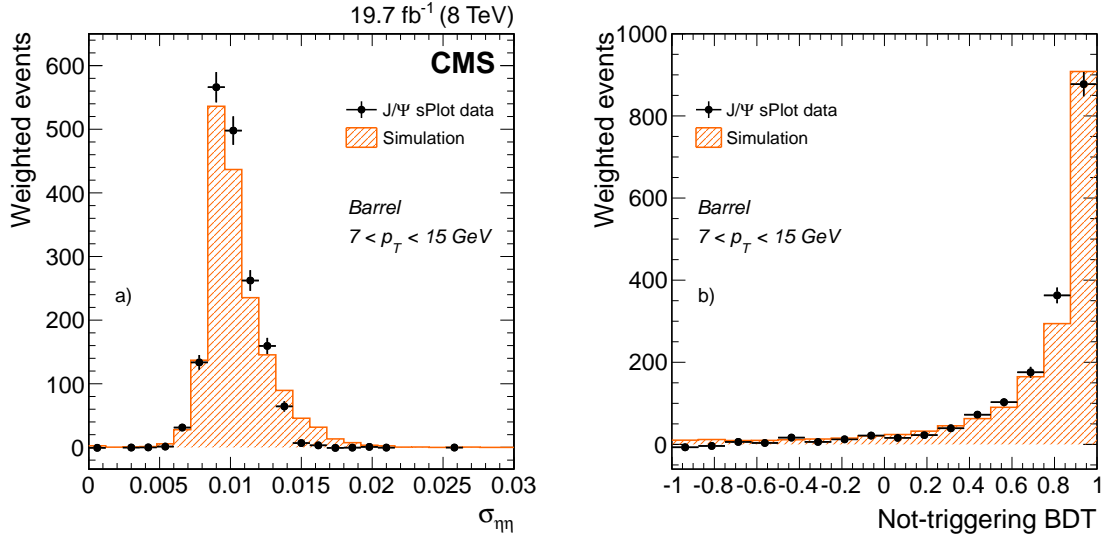 19.7 fb⁻¹ (8 TeV)
Weighted events
600
500
400
300
200
100
0
CMS
J/Ψ sPlot data
Simulation
Barrel
7 < p_T < 15 GeV
a)
0 0.005 0.01 0.015 0.02 0.025 0.03
σ_ηη
Weighted events
1000
800
600
400
200
0
J/Ψ sPlot data
Simulation
Barrel
7 < p_T < 15 GeV
b)
-1 -0.8 -0.6 -0.4 -0.2 0 0.2 0.4 0.6 0.8 1
Not-triggering BDT